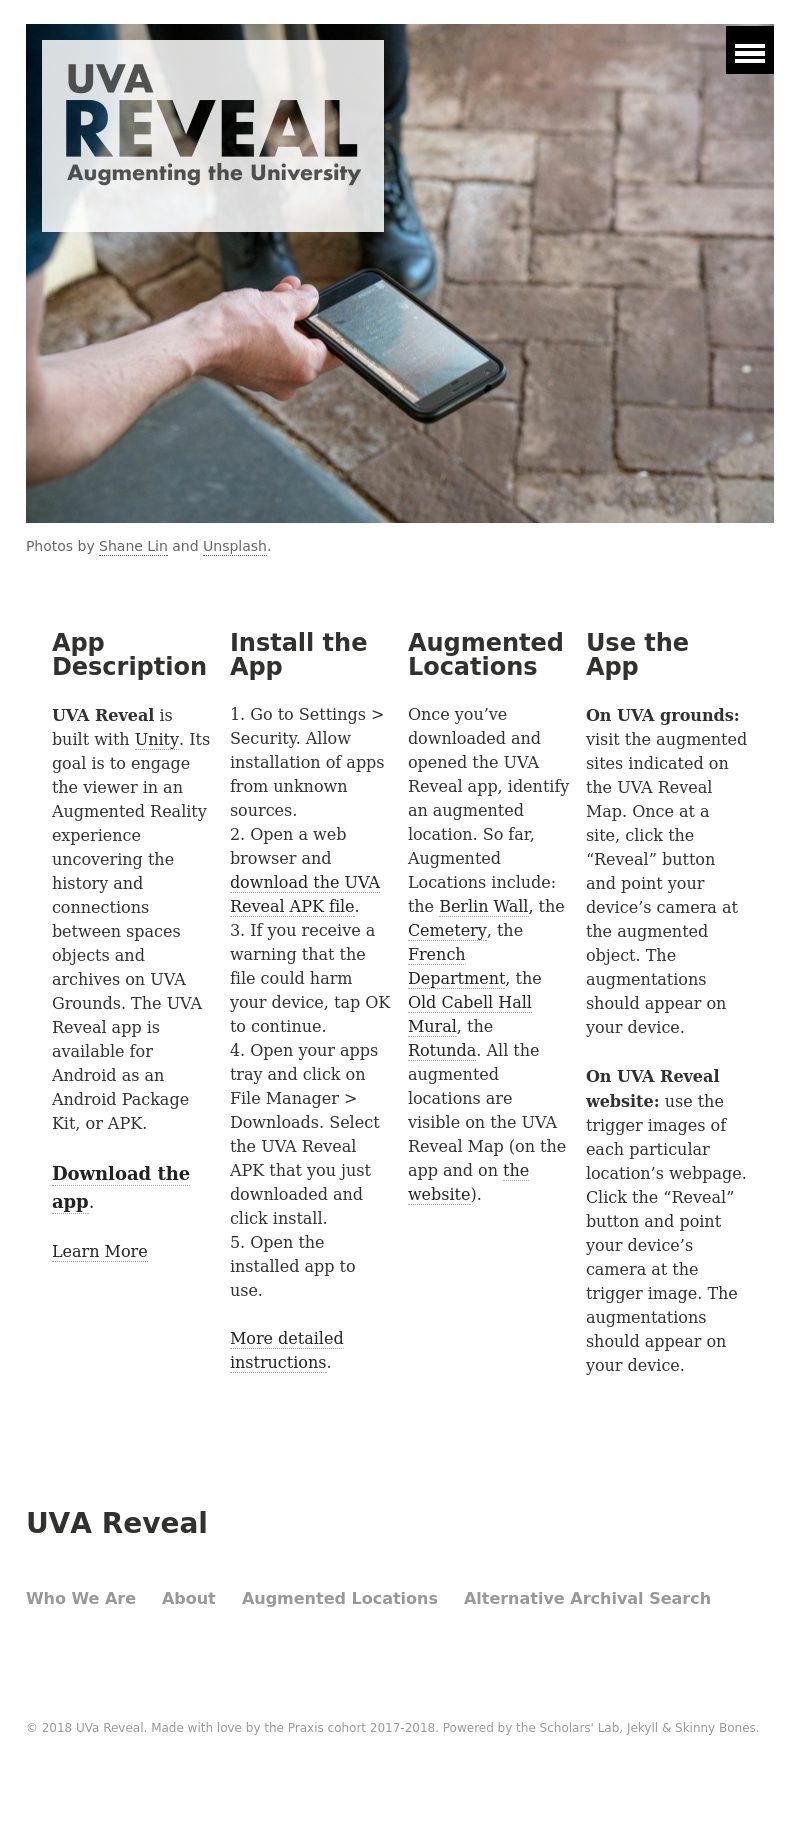 UVA
REVEAL
Augmenting the University
Photos by Shane Lin and Unsplash.
App
Description
UVA Reveal is
built with Unity. Its
goal is to engage
the viewer in an
Augmented Reality
experience
uncovering the
history and
connections
between spaces
objects and
archives on UVA
Grounds. The UVA
Reveal app is
available for
Android as an
Android Package
Kit, or APK.
Download the
app.
Learn More
Install the
App
1. Go to Settings >
Security. Allow
installation of apps
from unknown
sources.
2. Open a web
browser and
download the UVA
Reveal APK file.
3. If you receive a
warning that the
file could harm
your device, tap OK
to continue.
4. Open your apps
tray and click on
File Manager >
Downloads. Select
the UVA Reveal
APK that you just
downloaded and
click install.
5. Open the
installed app to
use.
More detailed
instructions.
Augmented
Locations
Once you’ve
downloaded and
opened the UVA
Reveal app, identify
an augmented
location. So far,
Augmented
Locations include:
the Berlin Wall, the
Cemetery, the
French
Department, the
Old Cabell Hall
Mural, the
Rotunda. All the
augmented
locations are
visible on the UVA
Reveal Map (on the
app and on the
website).
Use the
App
On UVA grounds:
visit the augmented
sites indicated on
the UVA Reveal
Map. Once at a
site, click the
“Reveal” button
and point your
device’s camera at
the augmented
object. The
augmentations
should appear on
your device.
On UVA Reveal
website: use the
trigger images of
each particular
location’s webpage.
Click the “Reveal”
button and point
your device’s
camera at the
trigger image. The
augmentations
should appear on
your device.
UVA Reveal
Who We Are About Augmented Locations Alternative Archival Search
© 2018 UVa Reveal. Made with love by the Praxis cohort 2017-2018. Powered by the Scholars' Lab, Jekyll & Skinny Bones.